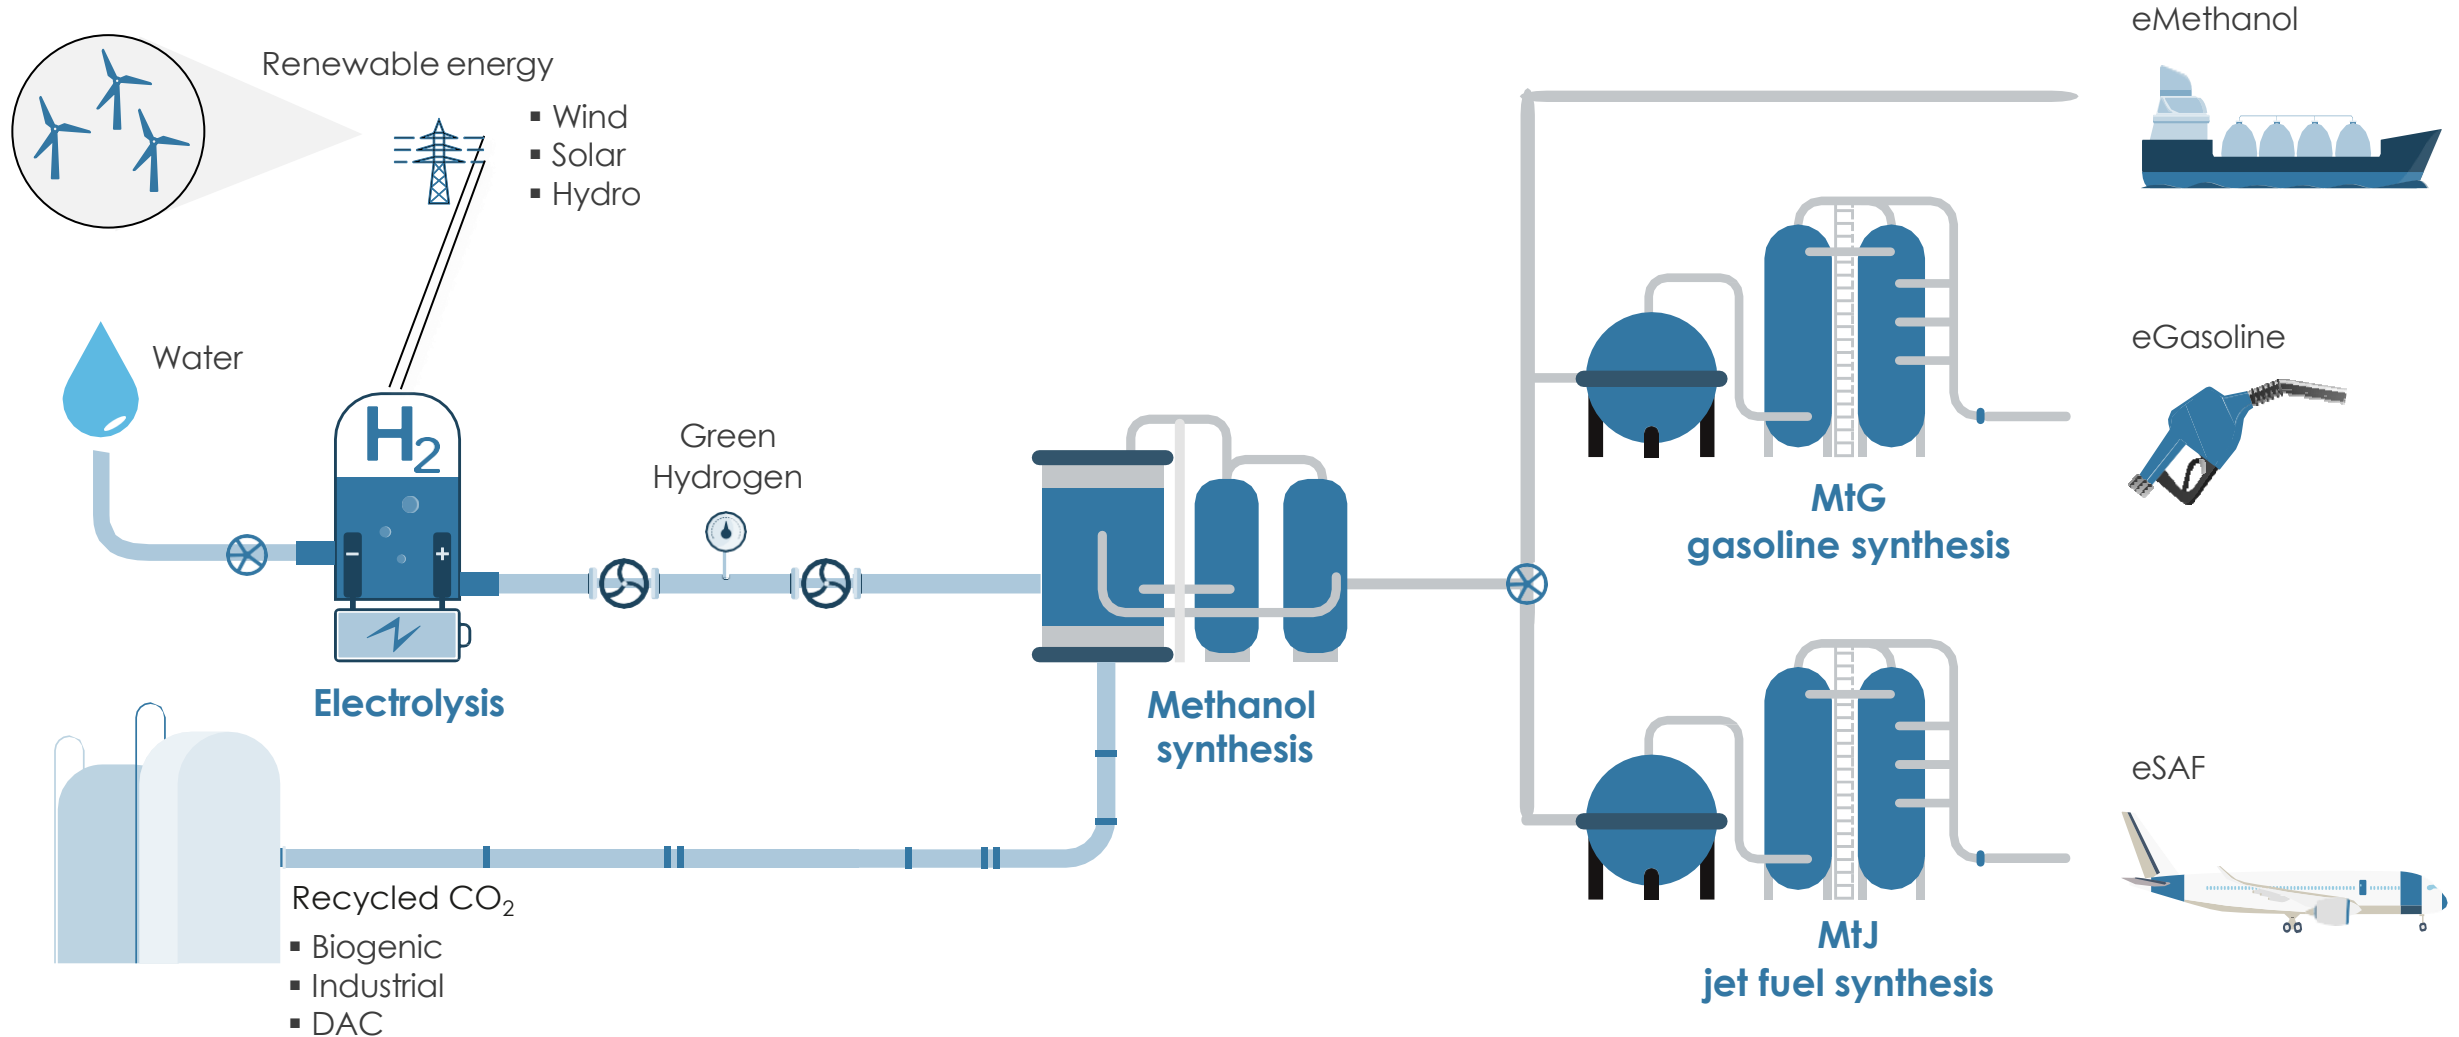 Renewable energy
▪ Wind
▪ Solar
▪ Hydro
Water
H2
− +
Electrolysis
Green
Hydrogen
Recycled CO₂
▪ Biogenic
▪ Industrial
▪ DAC
Methanol
synthesis
MtG
gasoline synthesis
MtJ
jet fuel synthesis
eMethanol
eGasoline
eSAF